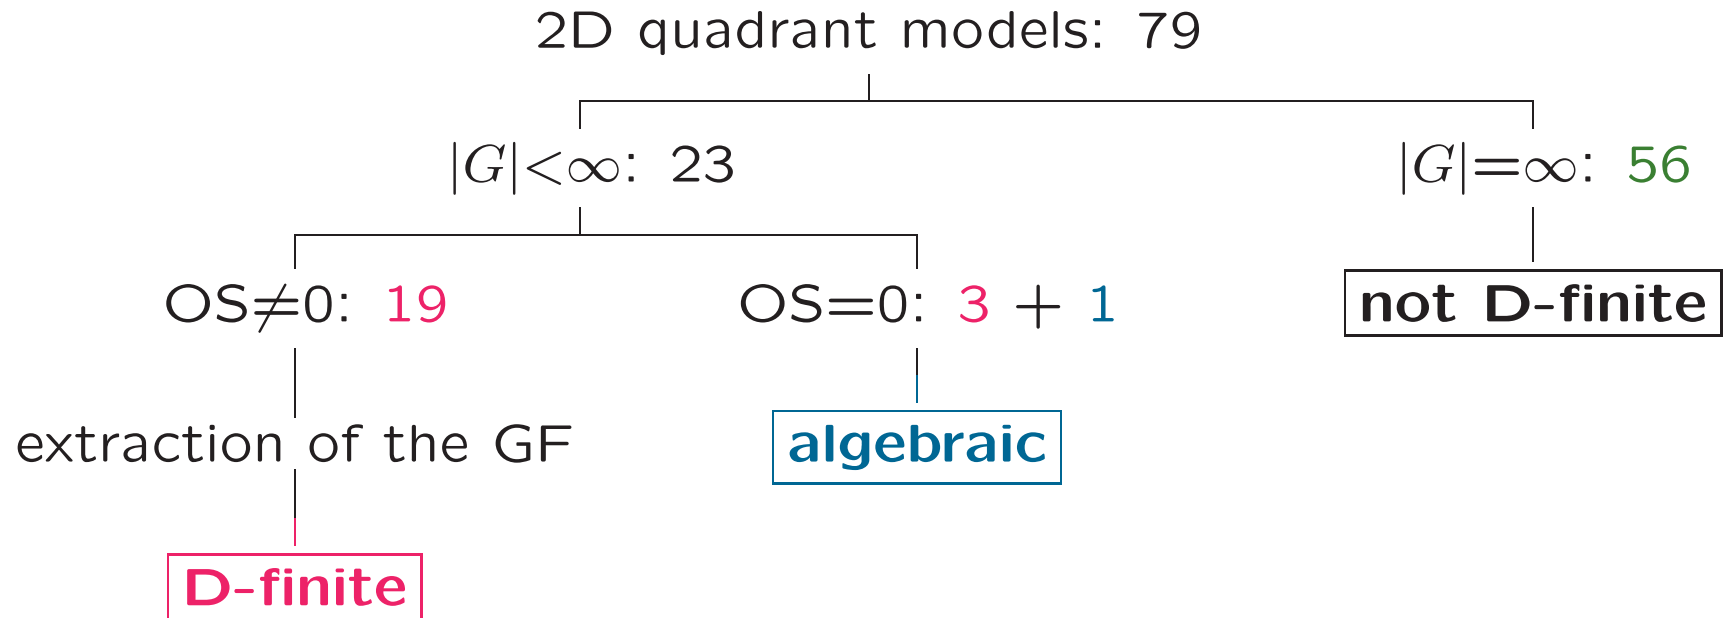 2D quadrant models: 79
|G|<∞: 23
|G|=∞: 56
OS≠0: 19
OS=0: 3 + 1
not D-finite
extraction of the GF
algebraic
D-finite